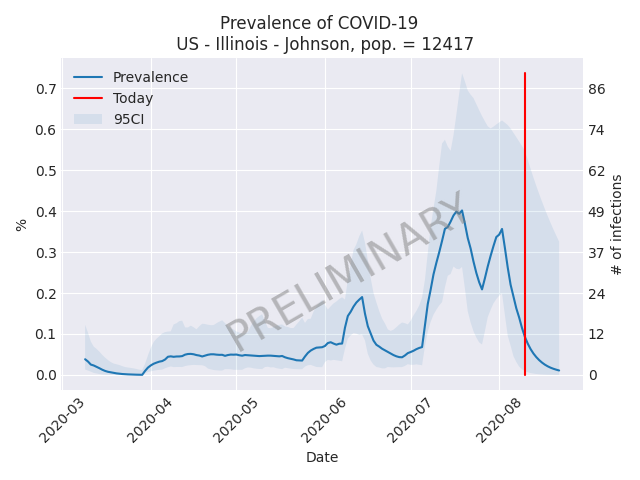 Prevalence of COVID-19
US - Illinois - Johnson, pop. = 12417
Prevalence
Today
95CI
PRELIMINARY
%
0.7
0.6
0.5
0.4
0.3
0.2
0.1
0.0
86
74
62
49
37
24
12
0
# of infections
2020-03
2020-04
2020-05
2020-06
2020-07
2020-08
Date